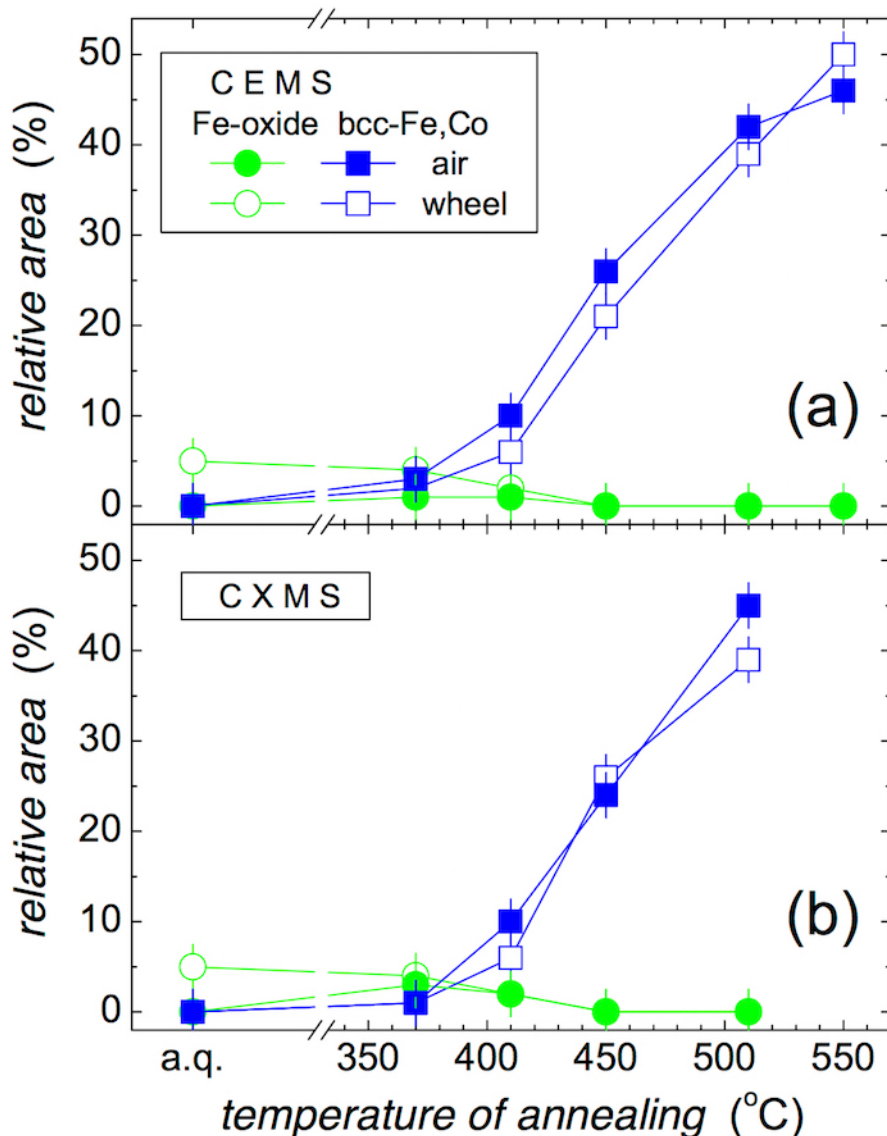 50
C E M S
Fe-oxide bcc-Fe,Co
air
wheel
40
30
20
10
0
relative area (%)
(a)
50
C X M S
40
30
20
10
0
relative area (%)
(b)
a.q. 350 400 450 500 550
temperature of annealing (°C)